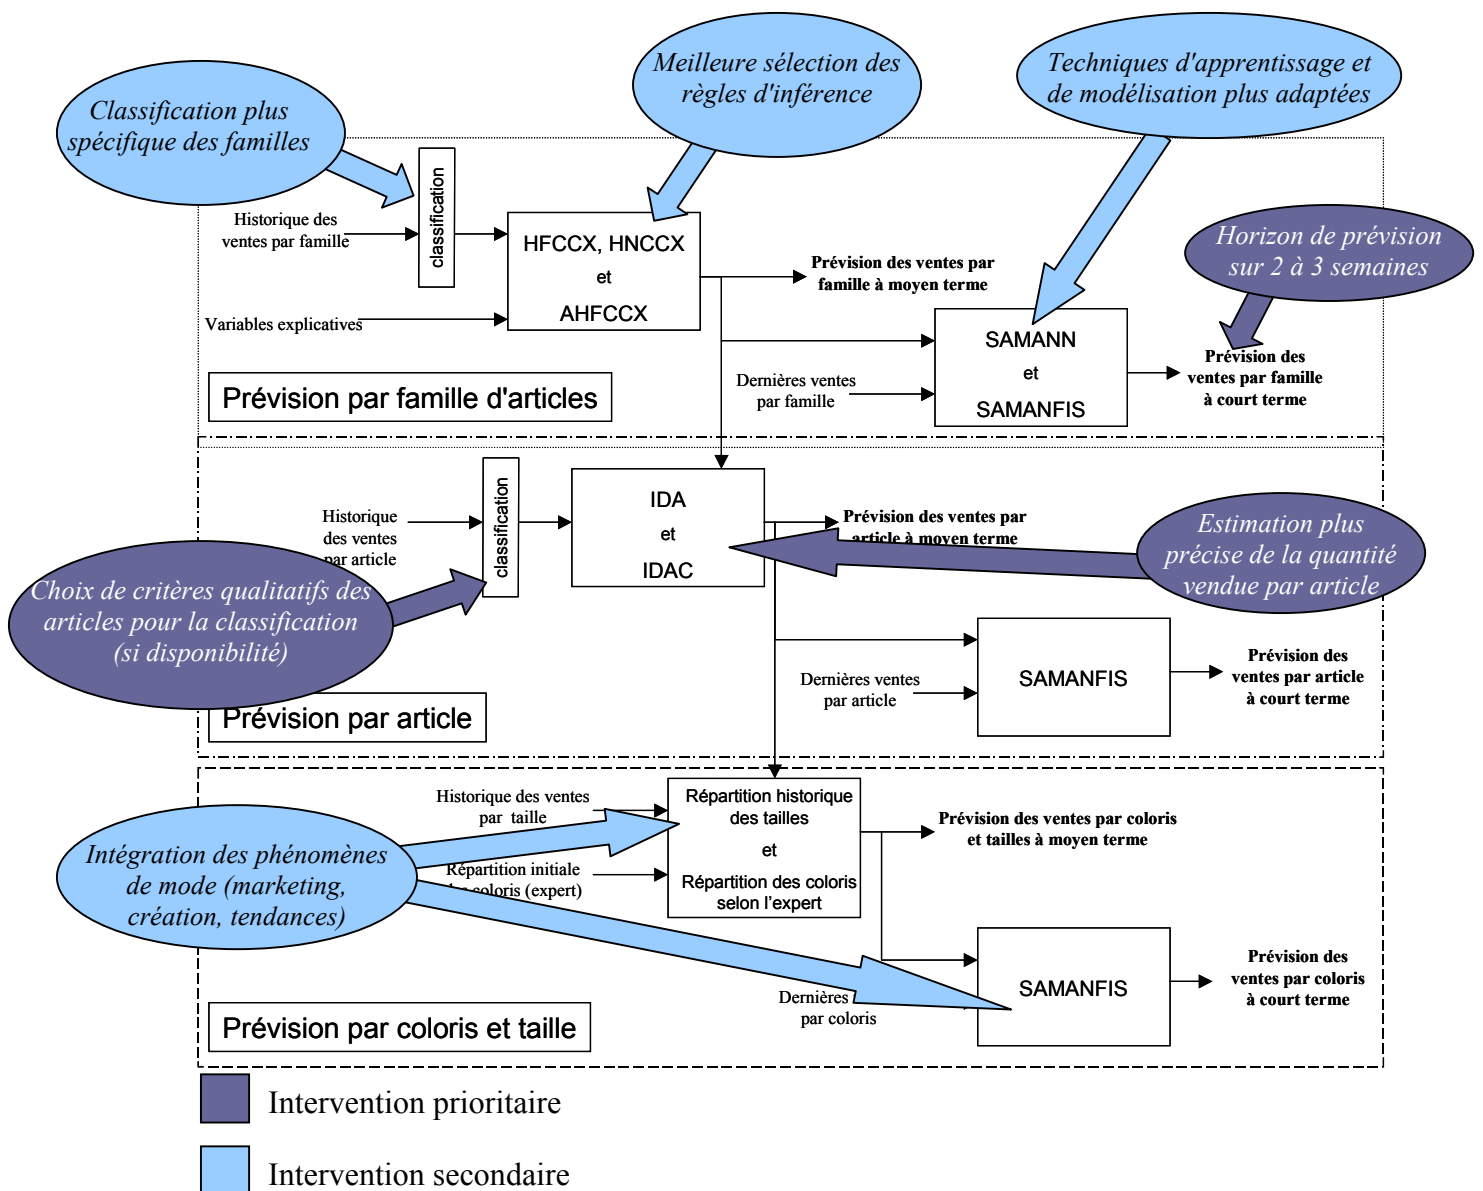 Classification plus
spécifique des familles
Meilleure sélection des
règles d'inférence
Techniques d'apprentissage et
de modélisation plus adaptées
Historique des
ventes par famille
classification
HFCCX, HNCCX
et
AHFCCX
Variables explicatives
Prévision des ventes par
famille à moyen terme
Horizon de prévision
sur 2 à 3 semaines
SAMANN
et
SAMANFIS
Dernières ventes
par famille
Prévision des
ventes par famille
à court terme
Prévision par famille d'articles
Historique
des ventes
par article
classification
IDA
et
IDAC
Prévision des ventes par
article à moyen terme
Estimation plus
précise de la quantité
vendue par article
Choix de critères qualitatifs des
articles pour la classification
(si disponibilité)
Dernières ventes
par article
SAMANFIS
Prévision des
ventes par article
à court terme
Prévision par article
Historique des ventes
par taille
Répartition historique
des tailles
et
Répartition des coloris
selon l'expert
Prévision des ventes par coloris
et tailles à moyen terme
Intégration des phénomènes
de mode (marketing,
création, tendances)
Répartition initiale
coloris (expert)
SAMANFIS
Dernières
par coloris
Prévision des
ventes par coloris
à court terme
Prévision par coloris et taille
Intervention prioritaire
Intervention secondaire